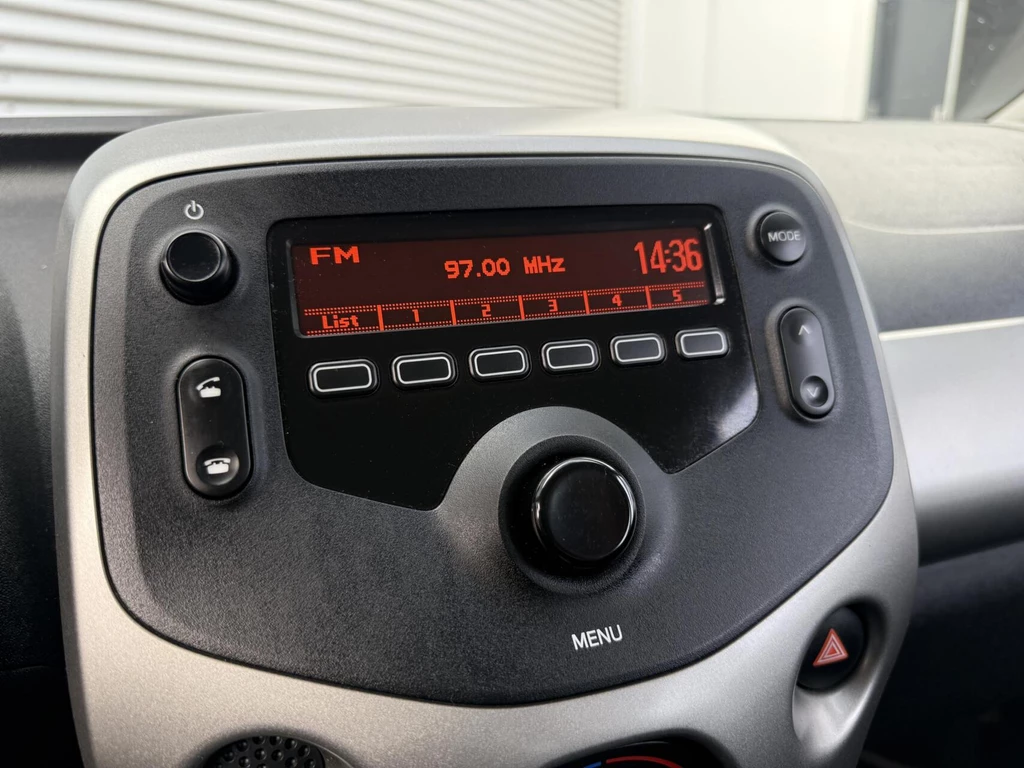 FM 97.00 MHz 14:36
List 1 2 3 4 5
MODE
MENU